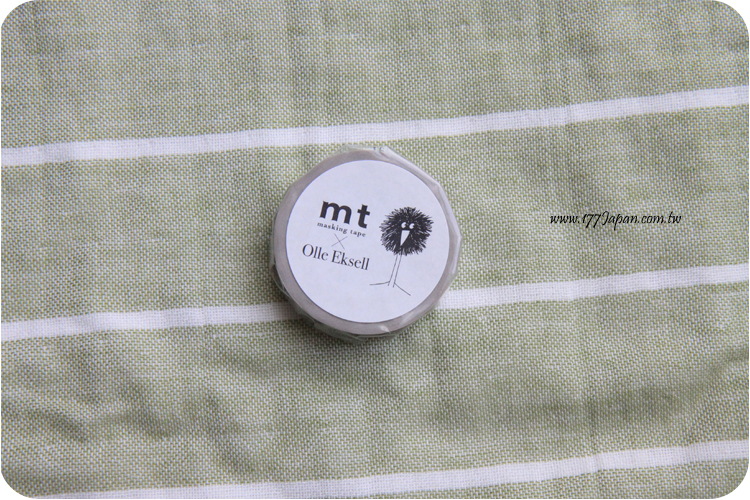 mt
masking tape
×
Olle Eksell
www.177Japan.com.tw